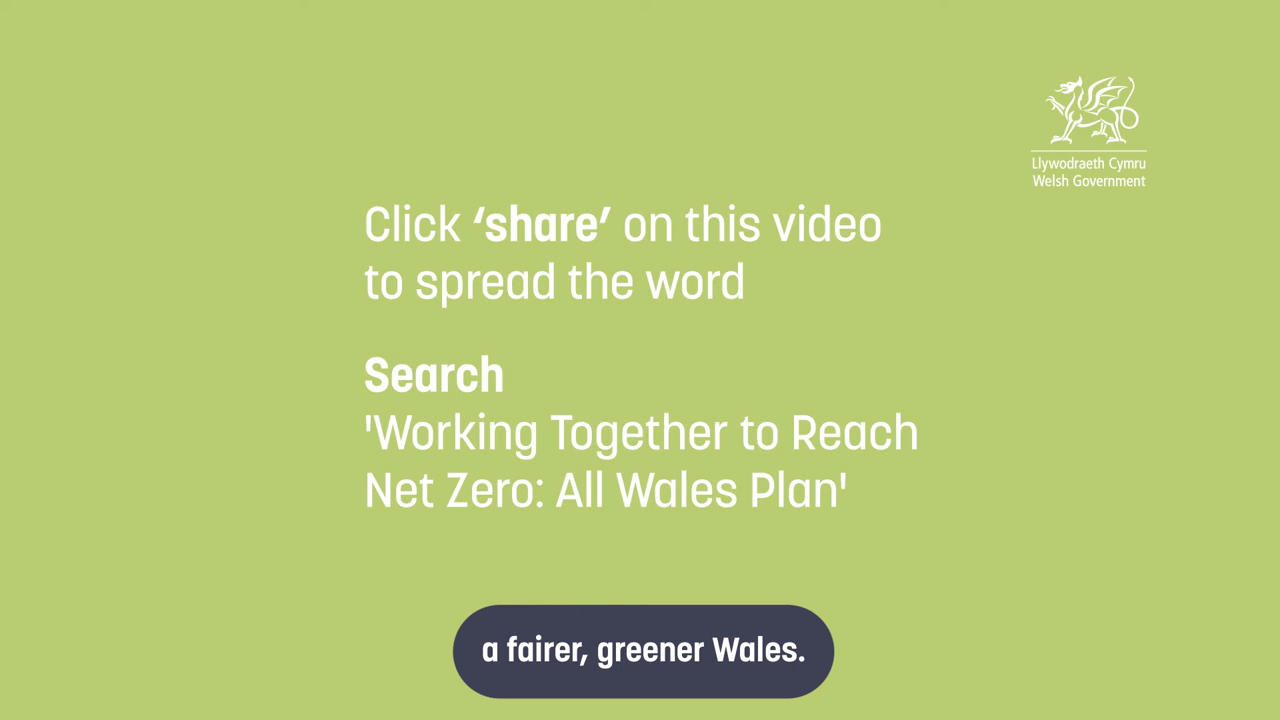 Llywodraeth Cymru
Welsh Government
Click ‘share’ on this video
to spread the word
Search
'Working Together to Reach
Net Zero: All Wales Plan'
a fairer, greener Wales.